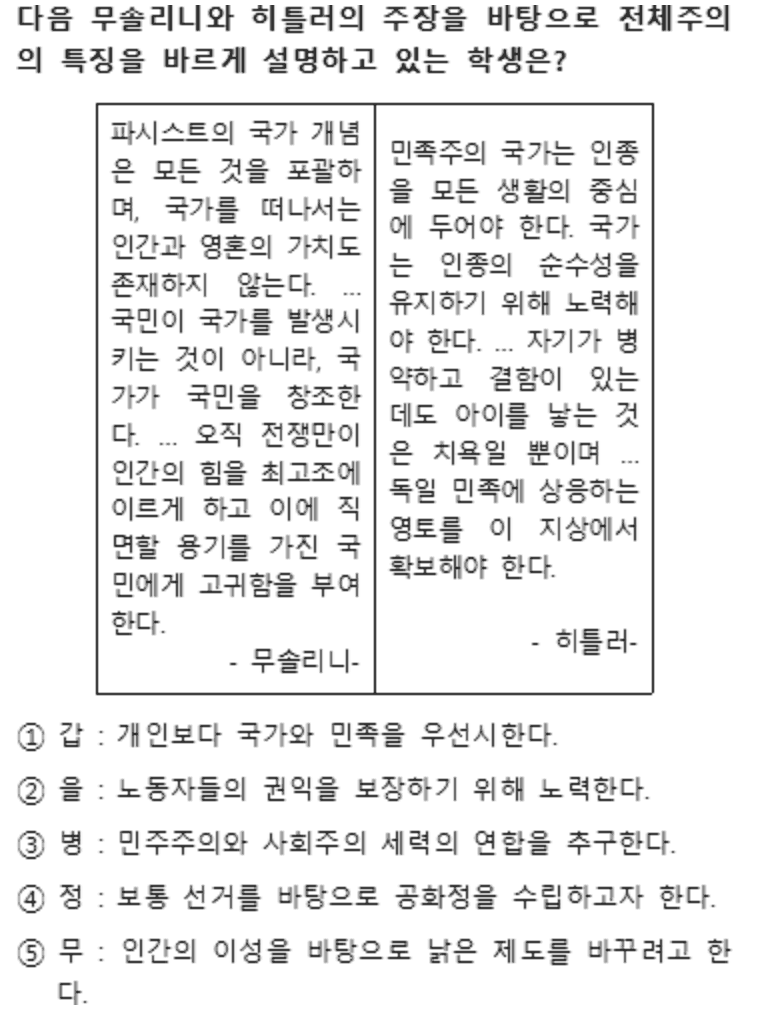 다음 무솔리니와 히틀러의 주장을 바탕으로 전체주의
의 특징을 바르게 설명하고 있는 학생은?
파시스트의 국가 개념
은 모든 것을 포괄하
며, 국가를 떠나서는
인간과 영혼의 가치도
존재하지 않는다. ...
국민이 국가를 발생시
키는 것이 아니라, 국
가가 국민을 창조한
다. ... 오직 전쟁만이
인간의 힘을 최고조에
이르게 하고 이에 직
면할 용기를 가진 국
민에게 고귀함을 부여
한다.
- 무솔리니-
민족주의 국가는 인종
을 모든 생활의 중심
에 두어야 한다. 국가
는 인종의 순수성을
유지하기 위해 노력해
야 한다. ... 자기가 병
약하고 결함이 있는
데도 아이를 낳는 것
은 치욕일 뿐이며 ...
독일 민족에 상응하는
영토를 이 지상에서
확보해야 한다.
- 히틀러-
① 갑 : 개인보다 국가와 민족을 우선시한다.
② 을 : 노동자들의 권익을 보장하기 위해 노력한다.
③ 병 : 민주주의와 사회주의 세력의 연합을 추구한다.
④ 정 : 보통 선거를 바탕으로 공화정을 수립하고자 한다.
⑤ 무 : 인간의 이성을 바탕으로 낡은 제도를 바꾸려고 한
다.